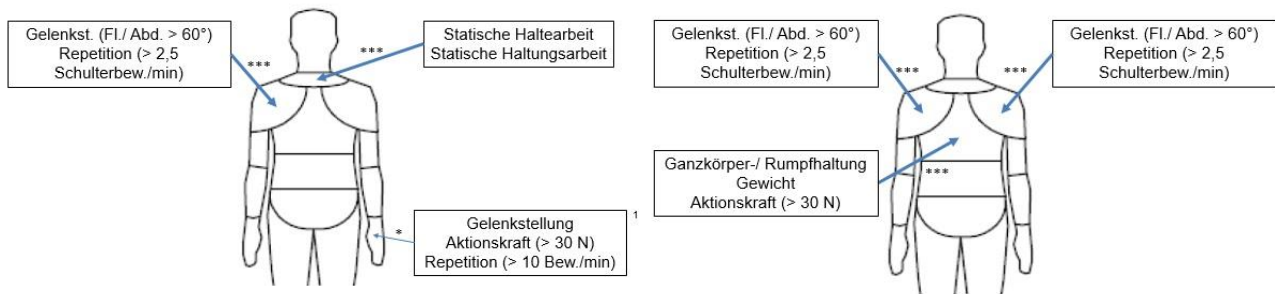 Gelenkst. (Fl./ Abd. > 60°)
Repetition (> 2,5
Schulterbew./min)
***
Statische Haltearbeit
Statische Haltungsarbeit
***
Gelenkstellung
Aktionskraft (> 30 N)
Repetition (> 10 Bew./min)
*
1
Gelenkst. (Fl./ Abd. > 60°)
Repetition (> 2,5
Schulterbew./min)
***
Gelenkst. (Fl./ Abd. > 60°)
Repetition (> 2,5
Schulterbew./min)
***
Ganzkörper-/ Rumpfhaltung
Gewicht
Aktionskraft (> 30 N)
***